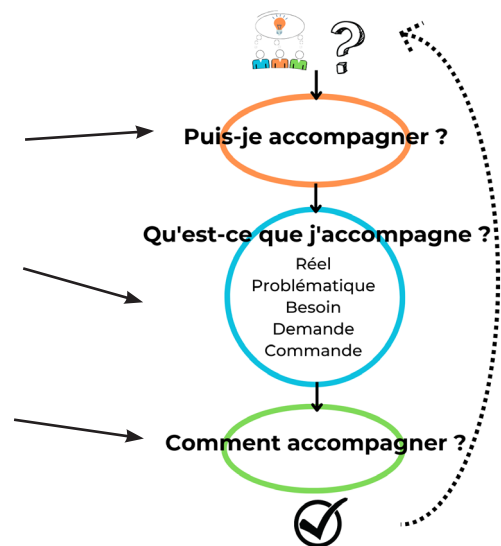 ?
Puis-je accompagner ?
Qu'est-ce que j'accompagne ?
Réel
Problématique
Besoin
Demande
Commande
Comment accompagner ?